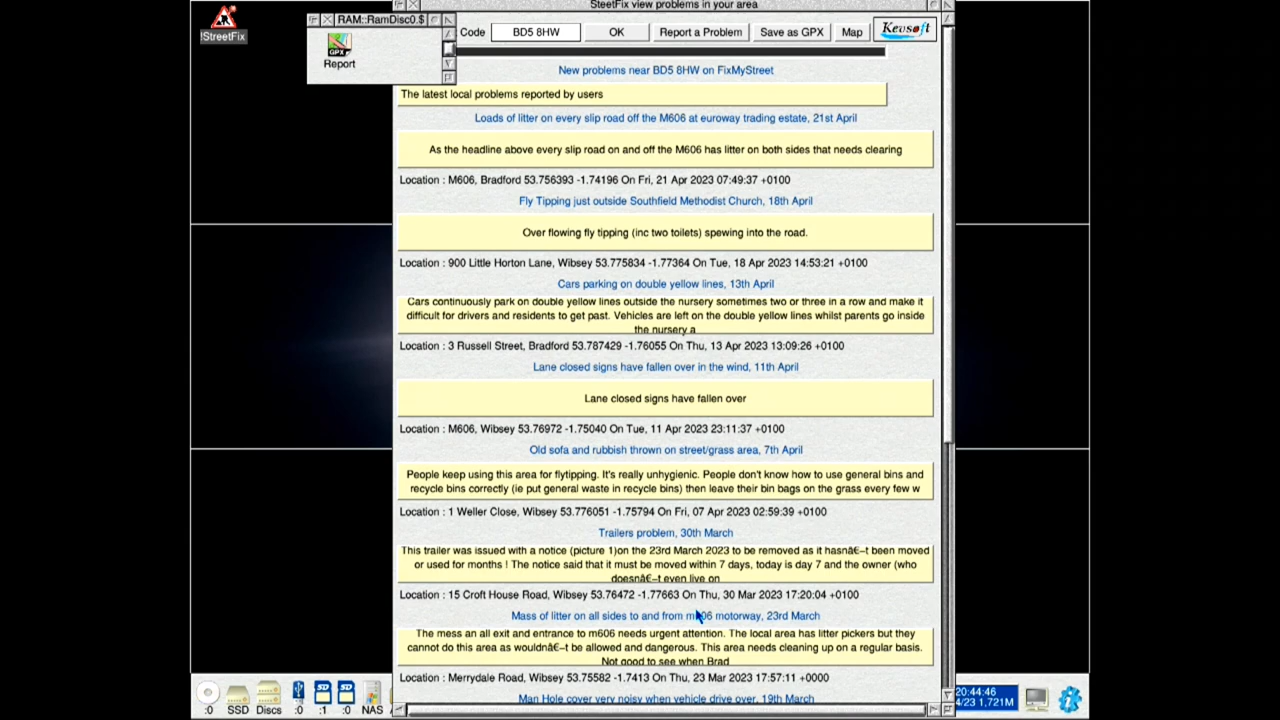 SteetFix view problems in your area
RAM::RamDisc0.$
!StreetFix
GPX
Report
Code
BD5 8HW
OK
Report a Problem
Save as GPX
Map
Kevsoft
New problems near BD5 8HW on FixMyStreet
The latest local problems reported by users
Loads of litter on every slip road off the M606 at euroway trading estate, 21st April
As the headline above every slip road on and off the M606 has litter on both sides that needs clearing
Location : M606, Bradford 53.756393 -1.74196 On Fri, 21 Apr 2023 07:49:37 +0100
Fly Tipping just outside Southfield Methodist Church, 18th April
Over flowing fly tipping (inc two toilets) spewing into the road.
Location : 900 Little Horton Lane, Wibsey 53.775834 -1.77364 On Tue, 18 Apr 2023 14:53:21 +0100
Cars parking on double yellow lines, 13th April
Cars continuously park on double yellow lines outside the nursery sometimes two or three in a row and make it
difficult for drivers and residents to get past. Vehicles are left on the double yellow lines whilst parents go inside
the nursery a
Location : 3 Russell Street, Bradford 53.787429 -1.76055 On Thu, 13 Apr 2023 13:09:26 +0100
Lane closed signs have fallen over in the wind, 11th April
Lane closed signs have fallen over
Location : M606, Wibsey 53.76972 -1.75040 On Tue, 11 Apr 2023 23:11:37 +0100
Old sofa and rubbish thrown on street/grass area, 7th April
People keep using this area for flytipping. It's really unhygienic. People don't know how to use general bins and
recycle bins correctly (ie put general waste in recycle bins) then leave their bin bags on the grass every few w
Location : 1 Weller Close, Wibsey 53.776051 -1.75794 On Fri, 07 Apr 2023 02:59:39 +0100
Trailers problem, 30th March
This trailer was issued with a notice (picture 1)on the 23rd March 2023 to be removed as it hasnâ€–t been moved
or used for months ! The notice said that it must be moved within 7 days, today is day 7 and the owner (who
doesnâ€–t even live on
Location : 15 Croft House Road, Wibsey 53.76472 -1.77663 On Thu, 30 Mar 2023 17:20:04 +0100
Mass of litter on all sides to and from m606 motorway, 23rd March
The mess an all exit and entrance to m606 needs urgent attention. The local area has litter pickers but they
cannot do this area as wouldnâ€–t be allowed and dangerous. This area needs cleaning up on a regular basis.
Not good to see when Brad
Location : Merrydale Road, Wibsey 53.75582 -1.7413 On Thu, 23 Mar 2023 17:57:11 +0000
Man Hole cover very noisy when vehicle drive over, 19th March
:0
SSD
Discs
:0
SD
:1
SD
:0
NAS
20:44:46
4/23 1,721M